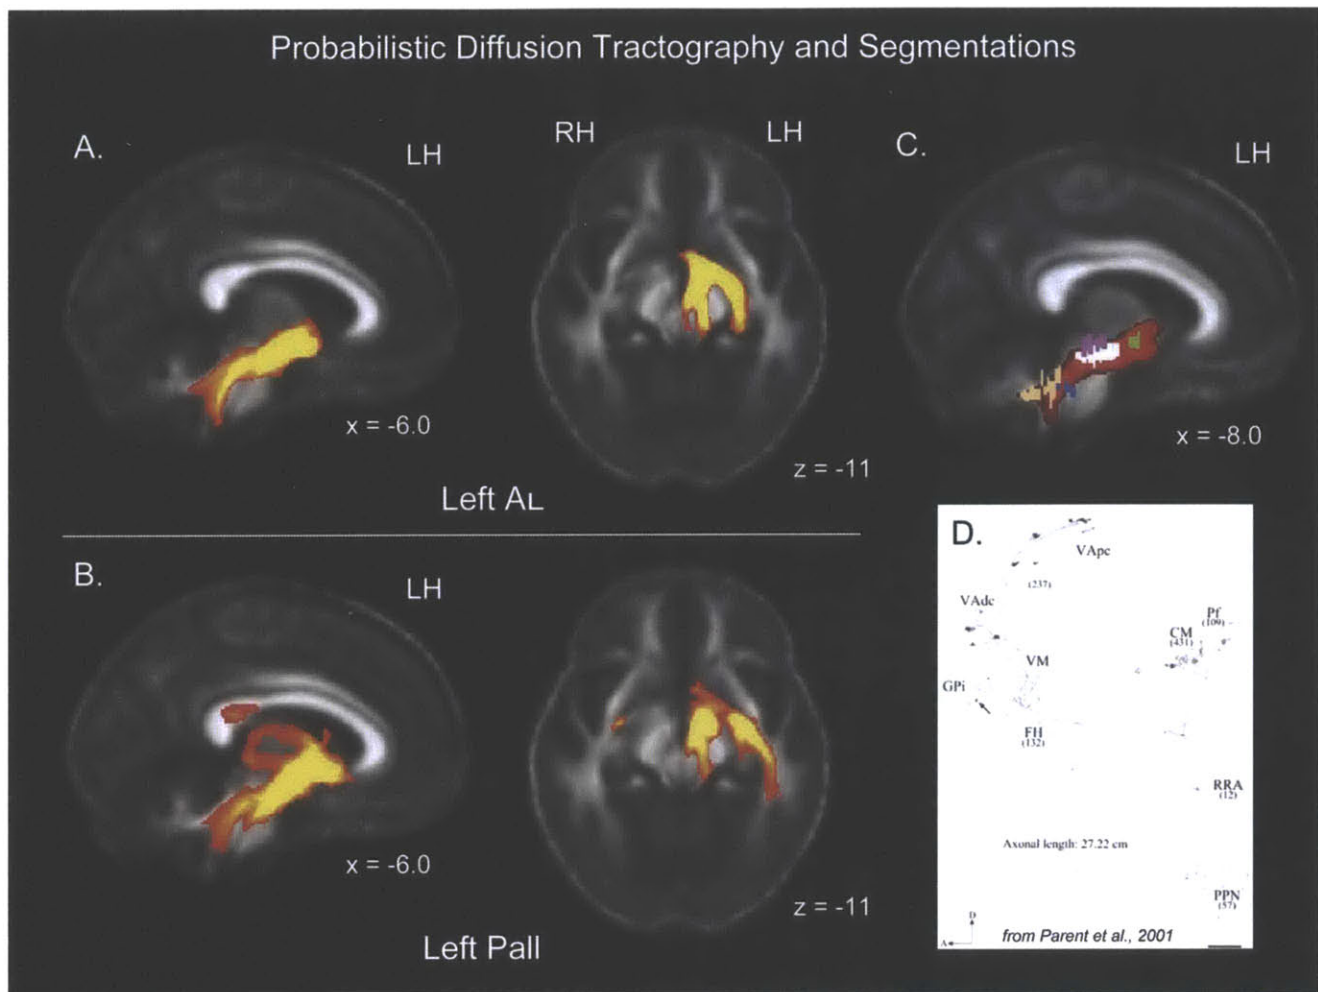 Probabilistic Diffusion Tractography and Segmentations
A.
LH
RH
LH
C.
LH
x = -6.0
z = -11
x = -8.0
Left AL
B.
LH
x = -6.0
z = -11
Left Pall
D.
VApc
(237)
VAdc
Pf
(109)
CM
(431)
VM
GPi
FH
(132)
RRA
(12)
Axonal length: 27.22 cm
PPN
(57)
D
A
from Parent et al., 2001